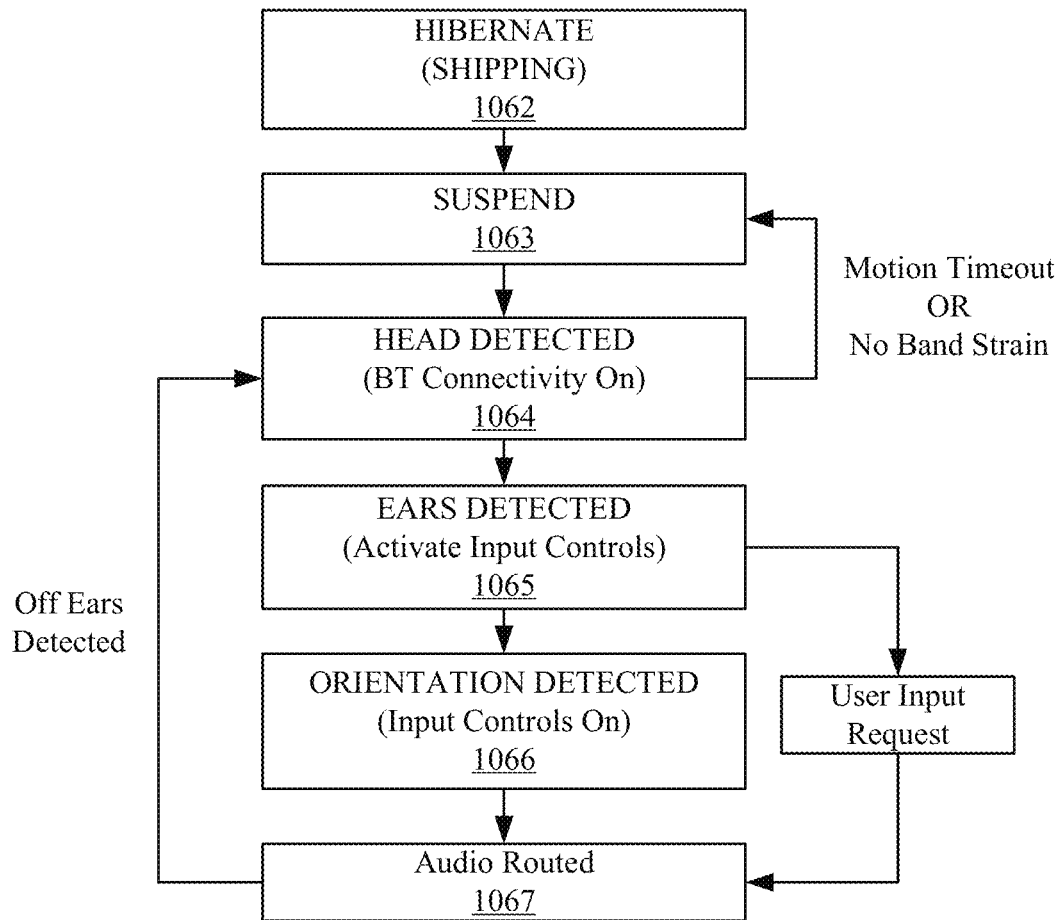 HIBERNATE
(SHIPPING)
1062
SUSPEND
1063
Motion Timeout
OR
No Band Strain
HEAD DETECTED
(BT Connectivity On)
1064
EARS DETECTED
(Activate Input Controls)
1065
Off Ears
Detected
ORIENTATION DETECTED
(Input Controls On)
1066
User Input
Request
Audio Routed
1067